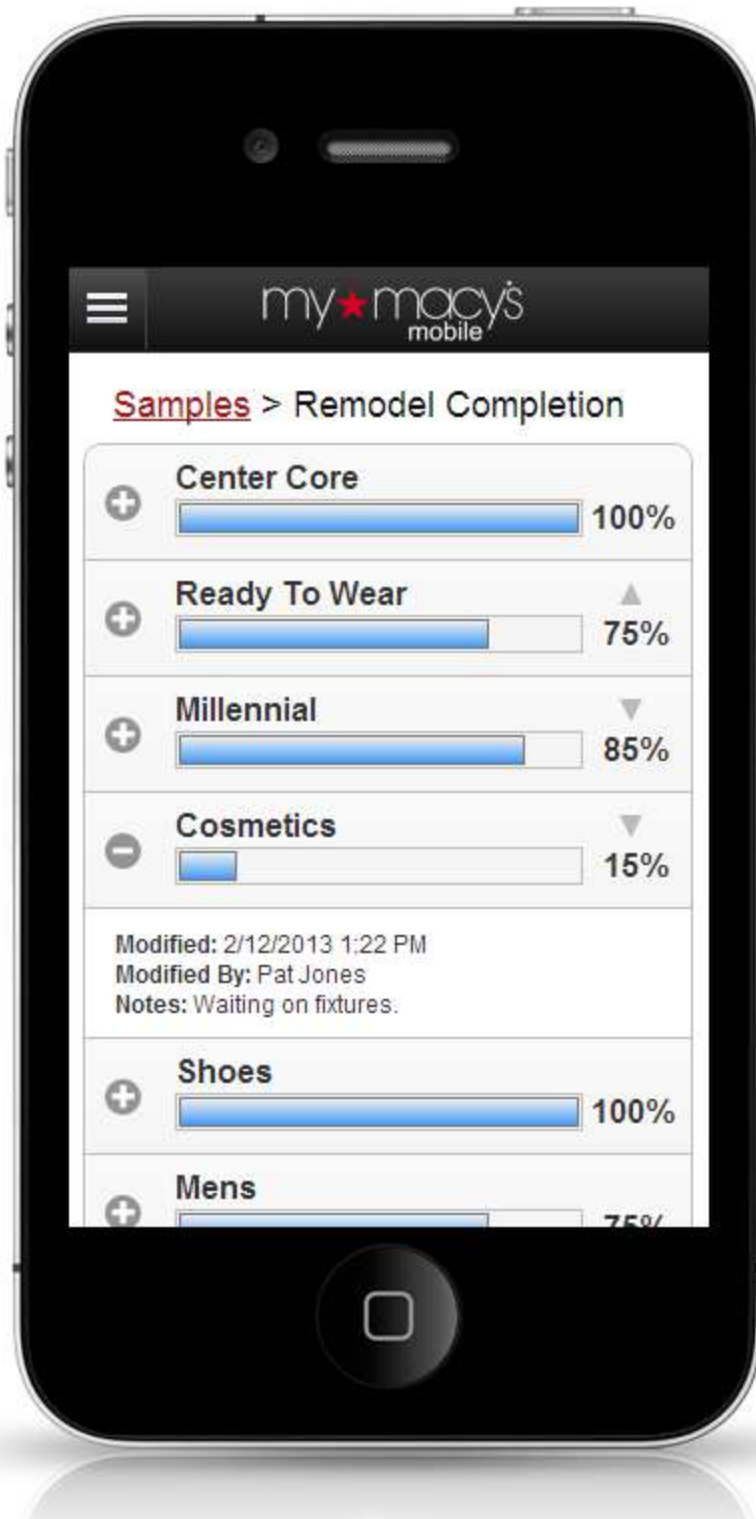 my★macy's
mobile
Samples > Remodel Completion
Center Core
100%
Ready To Wear
▲
75%
Millennial
▼
85%
Cosmetics
▼
15%
Modified: 2/12/2013 1:22 PM
Modified By: Pat Jones
Notes: Waiting on fixtures.
Shoes
100%
Mens
75%